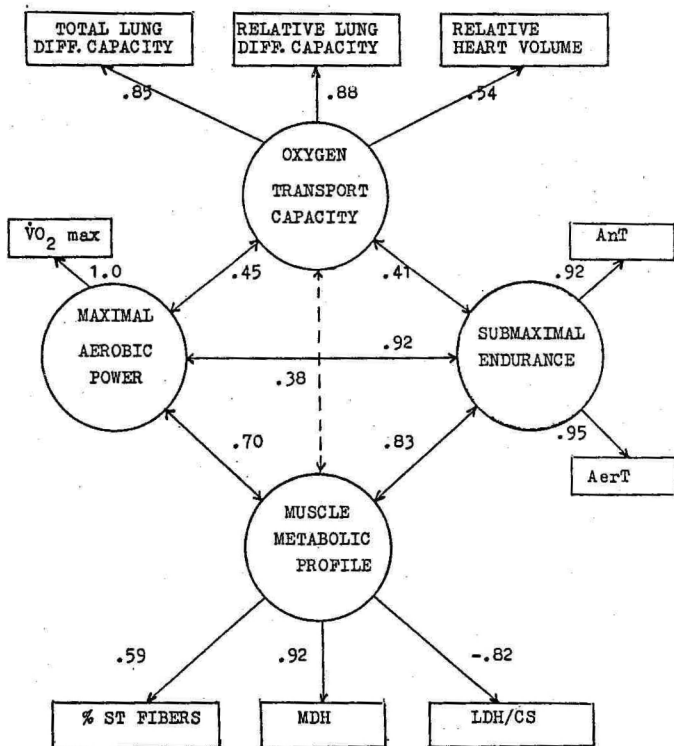 TOTAL LUNG
DIFF. CAPACITY
RELATIVE LUNG
DIFF. CAPACITY
RELATIVE
HEART VOLUME
.85
.88
.54
OXYGEN
TRANSPORT
CAPACITY
V̇O₂ max
1.0
.45
.41
AnT
.92
MAXIMAL
AEROBIC
POWER
.92
.38
SUBMAXIMAL
ENDURANCE
.95
AerT
.70
.83
MUSCLE
METABOLIC
PROFILE
.59
.92
-.82
% ST FIBERS
MDH
LDH/CS